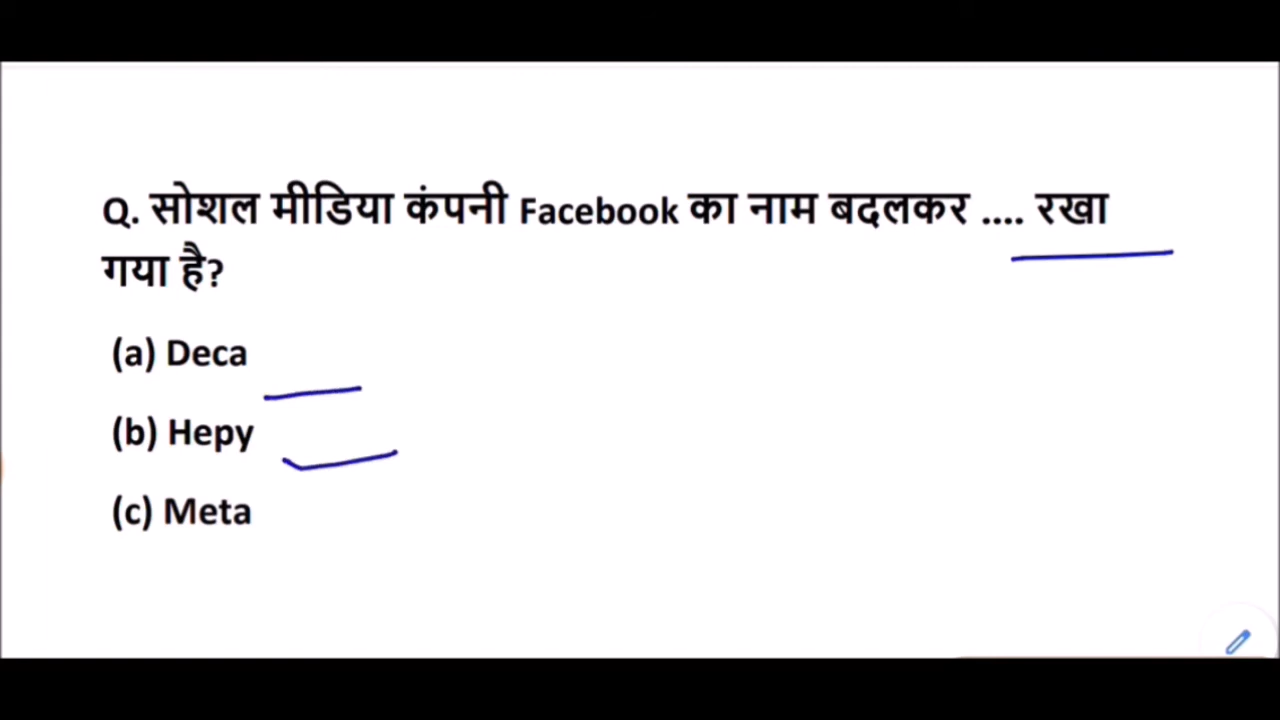 Q. सोशल मीडिया कंपनी Facebook का नाम बदलकर .... रखा
गया है?
(a) Deca
(b) Hepy
(c) Meta